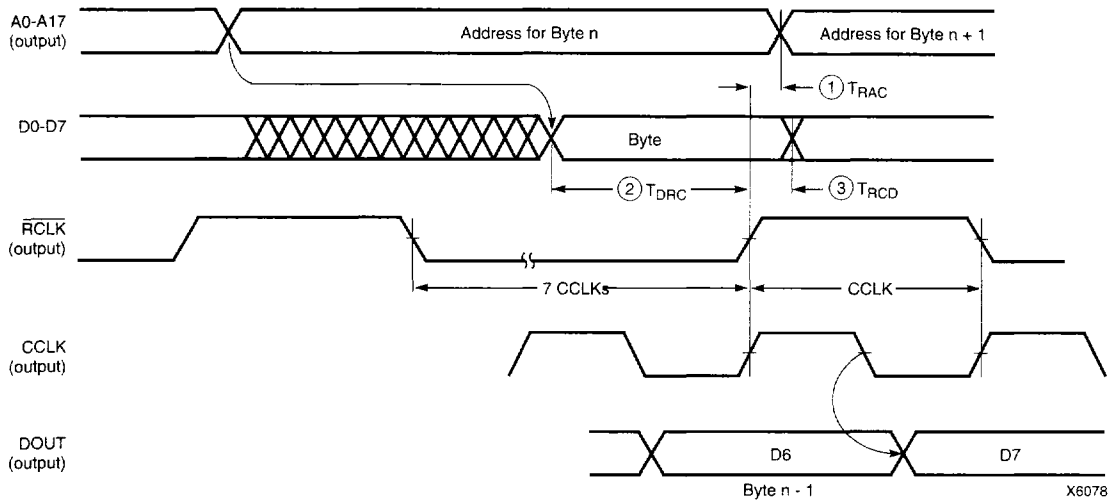 A0-A17
(output)
Address for Byte n
Address for Byte n + 1
① TRAC
D0-D7
Byte
② TDRC
③ TRCD
RCLK
(output)
7 CCLKs
CCLK
CCLK
(output)
DOUT
(output)
D6
D7
Byte n - 1
X6078